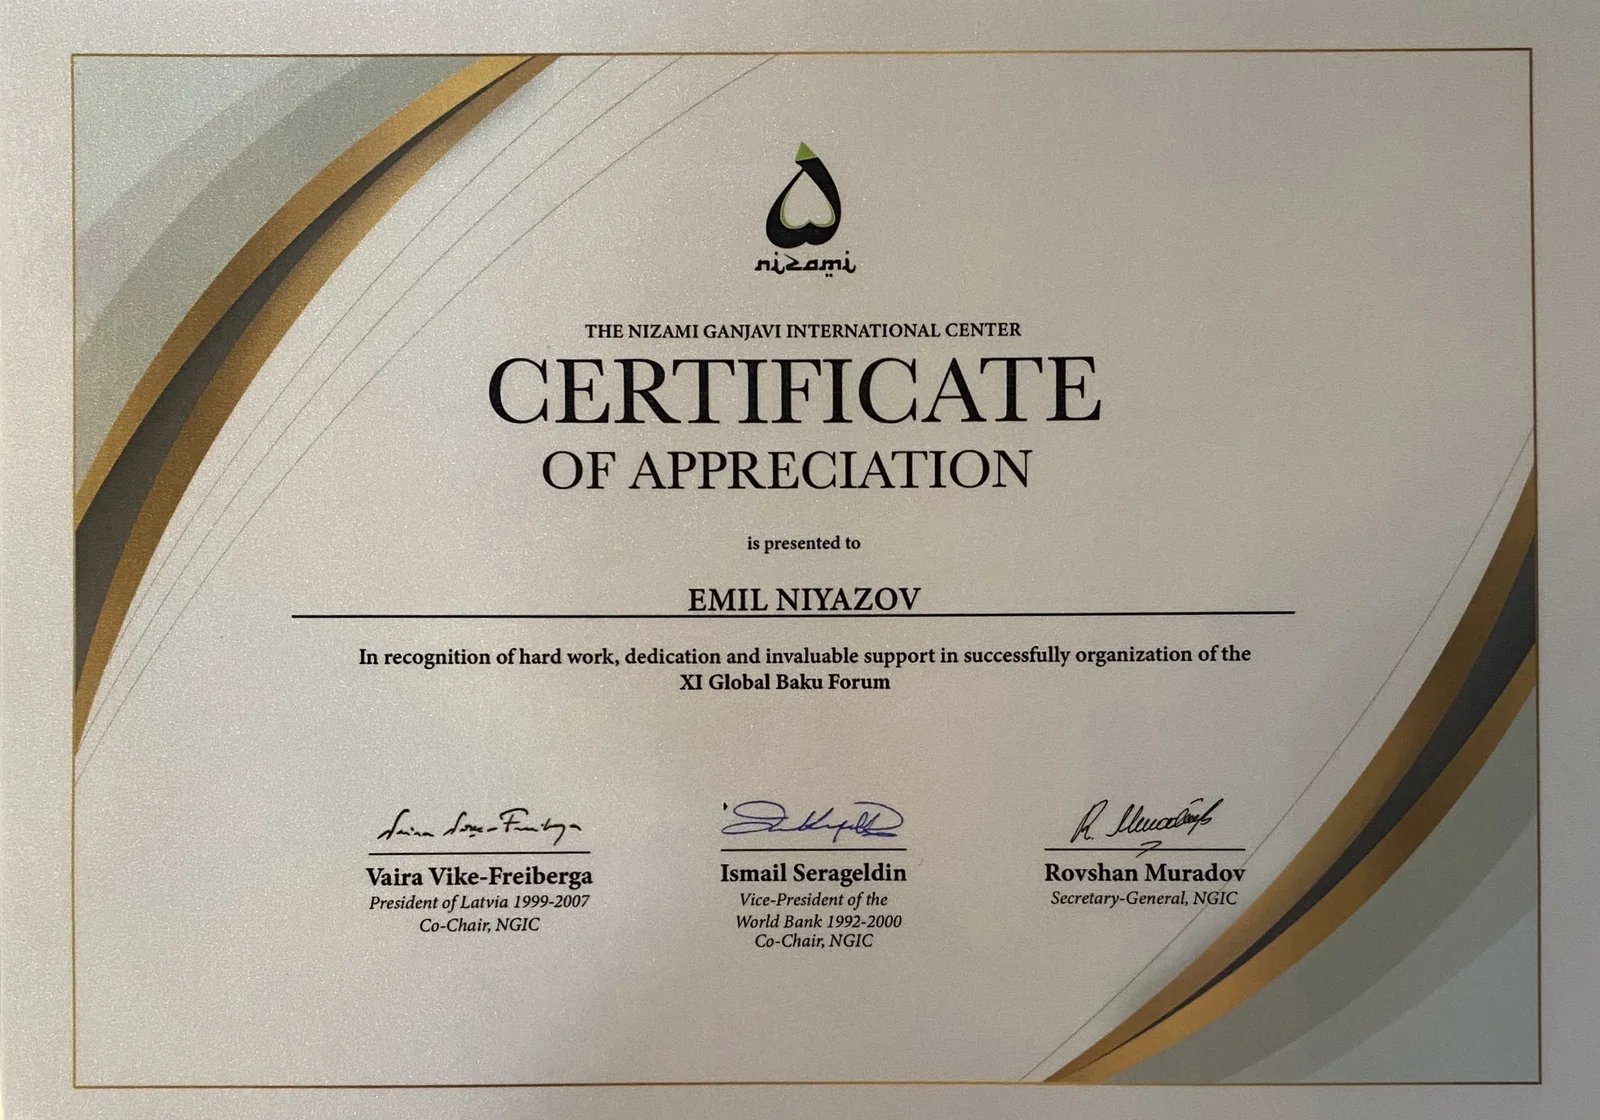 nizami
THE NIZAMI GANJAVI INTERNATIONAL CENTER
CERTIFICATE
OF APPRECIATION
is presented to
EMIL NIYAZOV
In recognition of hard work, dedication and invaluable support in successfully organization of the
XI Global Baku Forum
Vaira Vike-Freiberga
President of Latvia 1999-2007
Co-Chair, NGIC
Ismail Serageldin
Vice-President of the
World Bank 1992-2000
Co-Chair, NGIC
R. Muradov
Rovshan Muradov
Secretary-General, NGIC